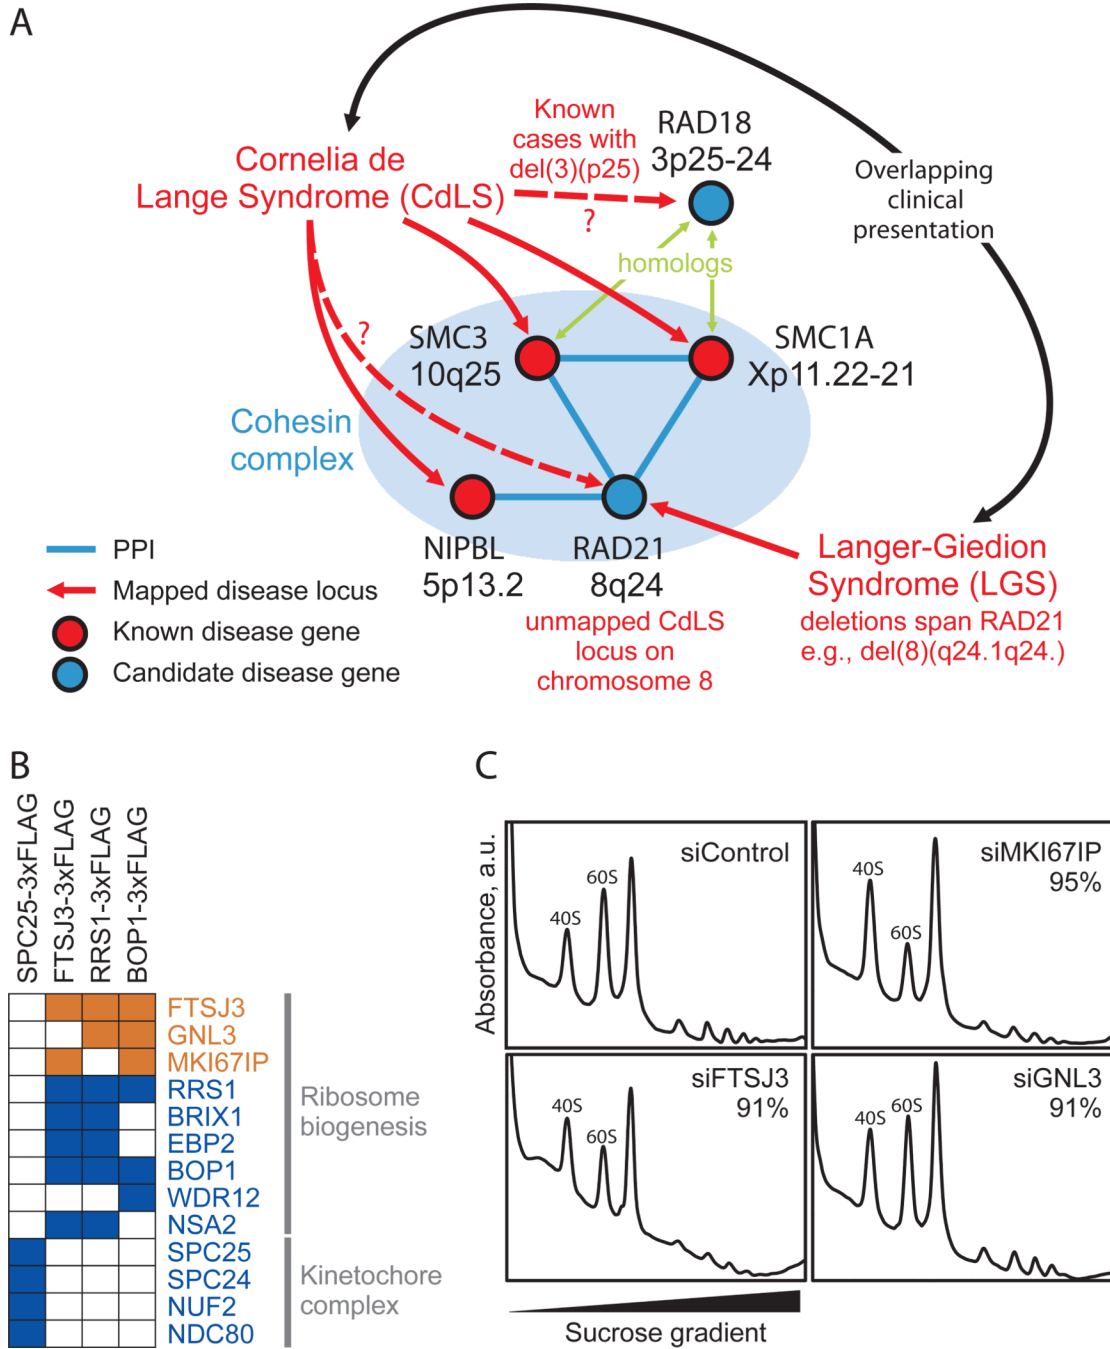 A
Known
cases with
del(3)(p25)
RAD18
3p25-24
Cornelia de
Lange Syndrome (CdLS)
?
Overlapping
clinical
presentation
homologs
?
SMC3
10q25
SMC1A
Xp11.22-21
Cohesin
complex
NIPBL
5p13.2
RAD21
8q24
unmapped CdLS
locus on
chromosome 8
Langer-Giedion
Syndrome (LGS)
deletions span RAD21
e.g., del(8)(q24.1q24.)
PPI
Mapped disease locus
Known disease gene
Candidate disease gene
B
SPC25-3xFLAG
FTSJ3-3xFLAG
RRS1-3xFLAG
BOP1-3xFLAG
FTSJ3
GNL3
MKI67IP
RRS1
BRIX1
EBP2
BOP1
WDR12
NSA2
SPC25
SPC24
NUF2
NDC80
Ribosome
biogenesis
Kinetochore
complex
C
Absorbance, a.u.
siControl
40S
60S
siMKI67IP
95%
40S
60S
siFTSJ3
91%
40S
60S
siGNL3
91%
40S
60S
Sucrose gradient